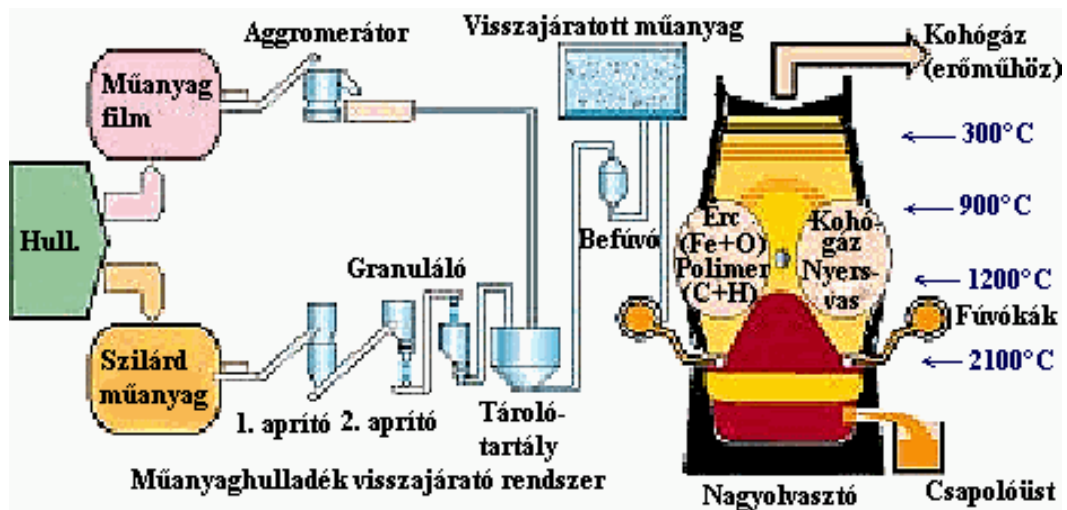 Aggromerátor
Visszajáratott műanyag
Kohógáz
(erőműhöz)
Műanyag
film
300°C
900°C
Hull.
Befúvó
Érc
(Fe+O)
Polimer
(C+H)
Kohó-
gáz
Nyers-
vas
Granuláló
1200°C
Fúvókák
Szilárd
műanyag
2100°C
1. aprító
2. aprító
Tároló-
tartály
Műanyaghulladék visszajárató rendszer
Nagyolvasztó
Csapolóüst